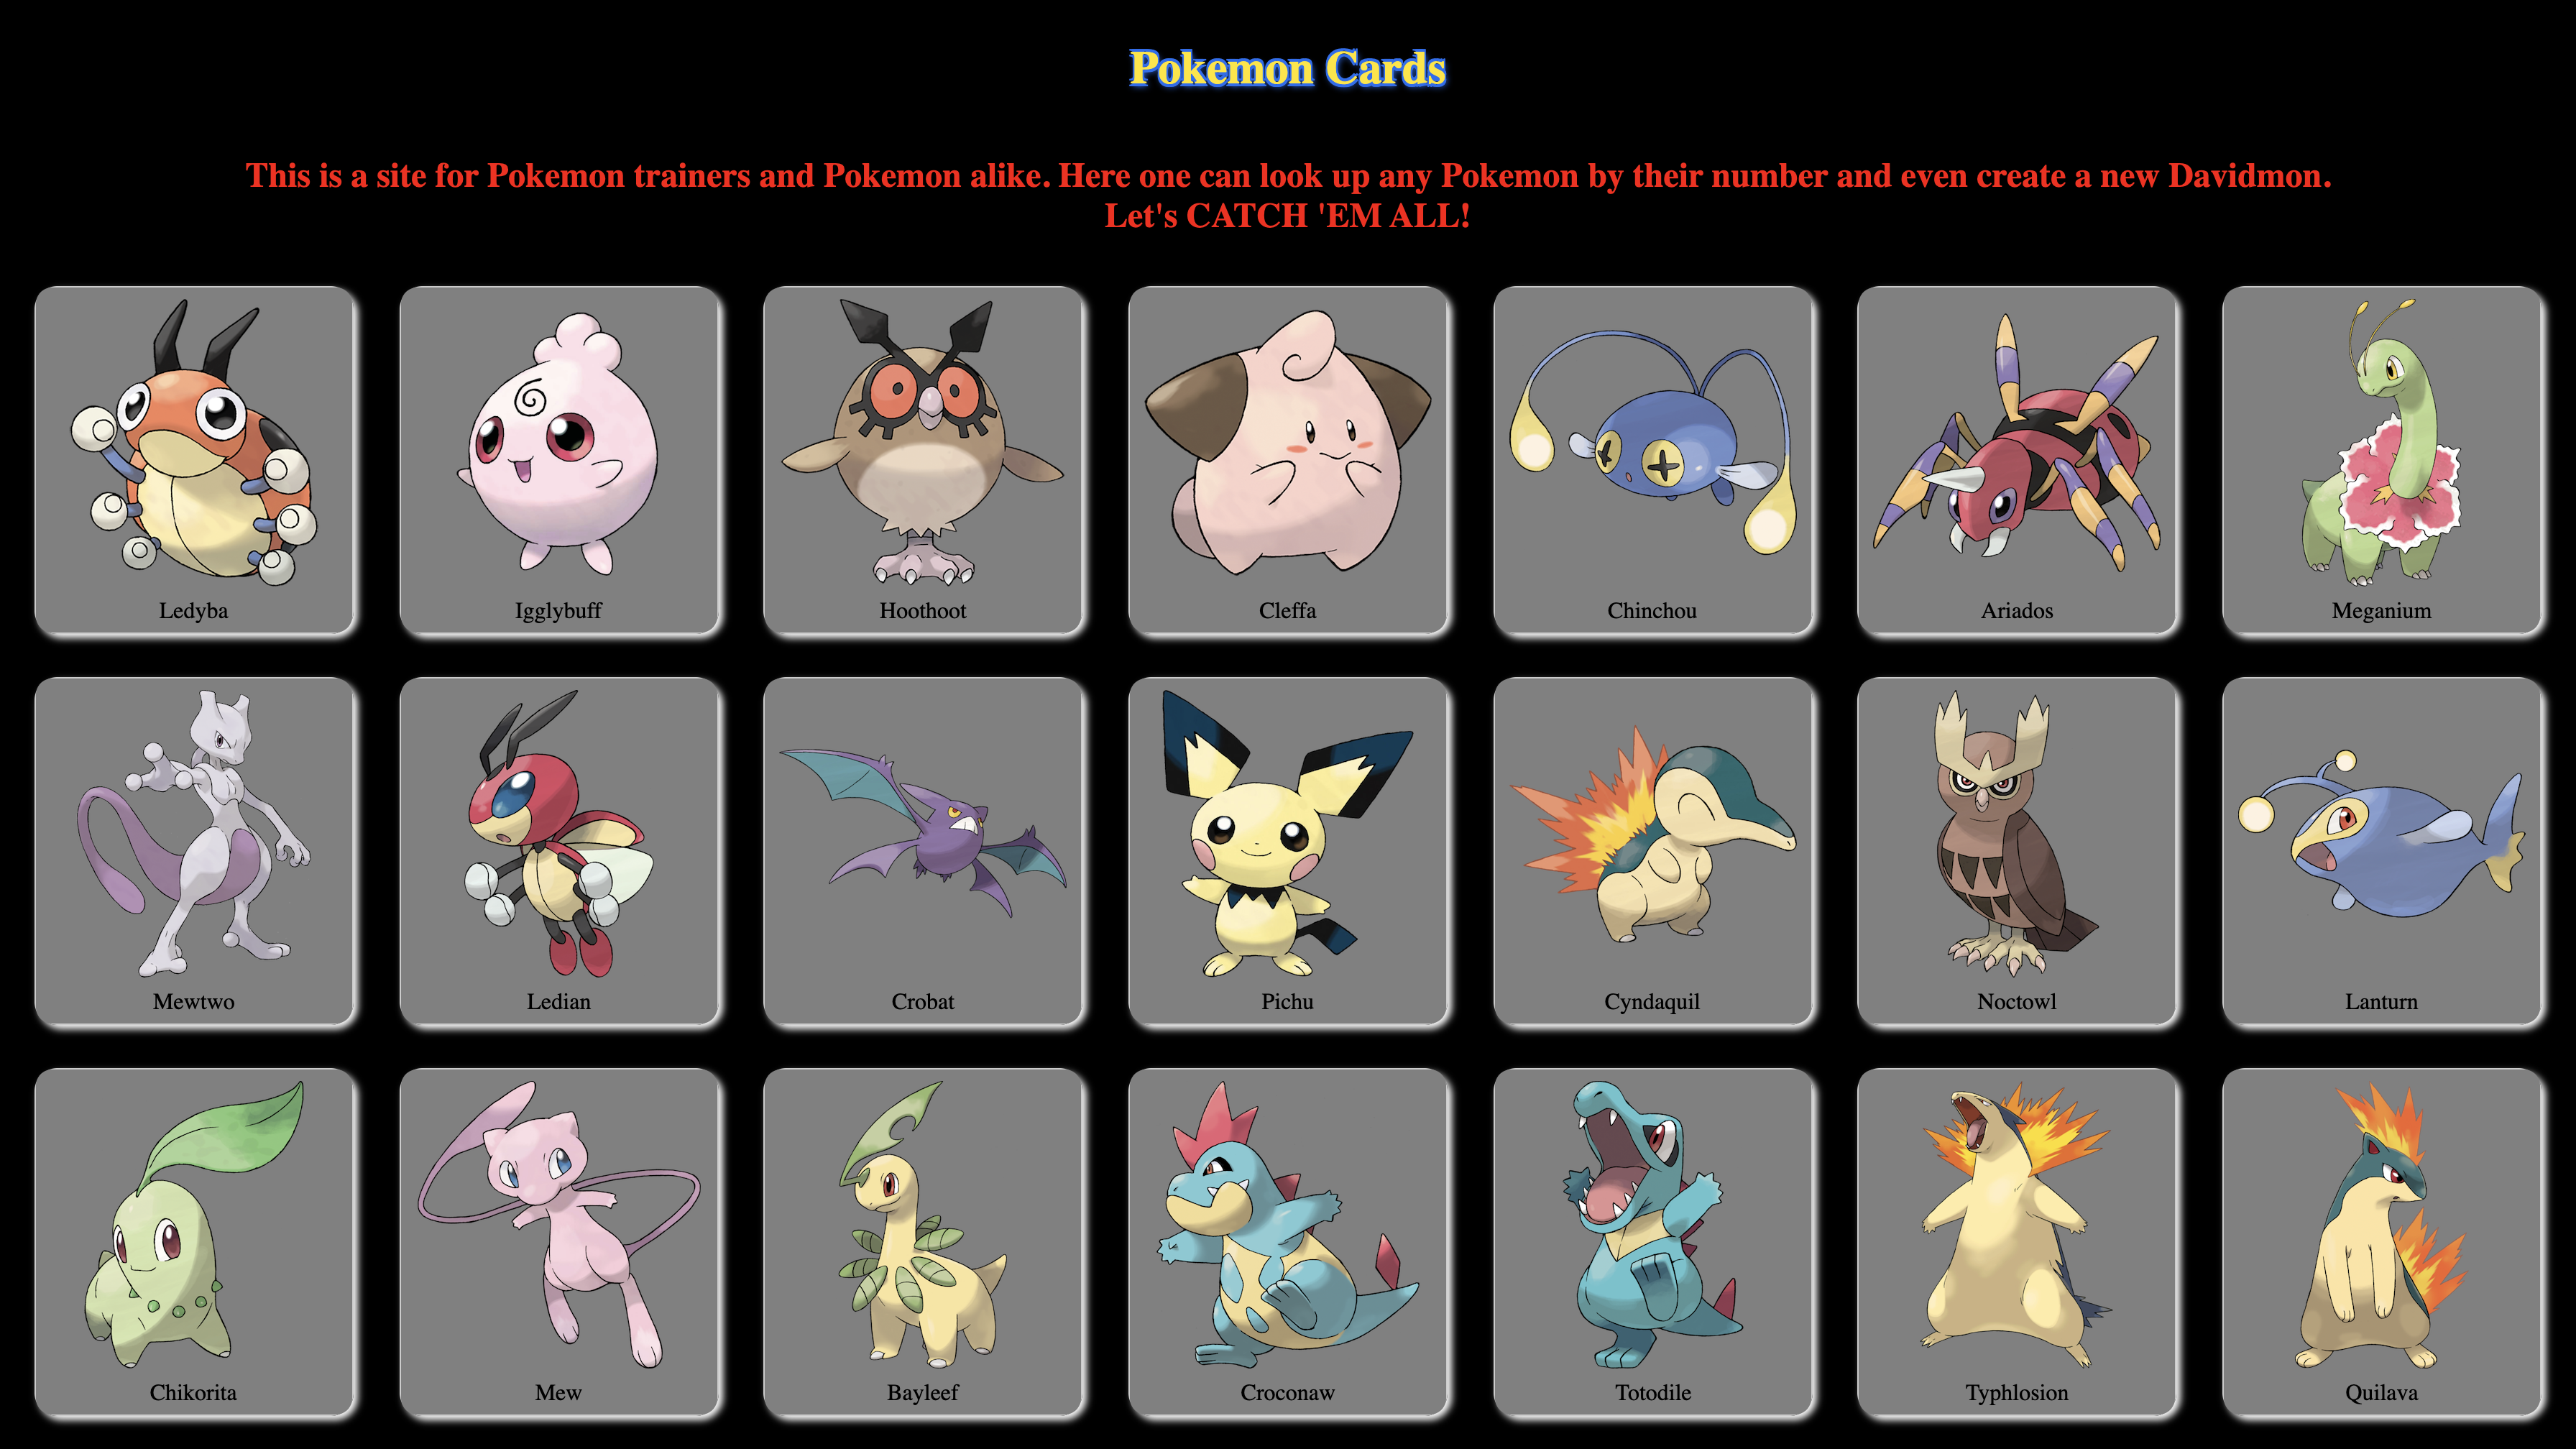 Pokemon Cards
This is a site for Pokemon trainers and Pokemon alike. Here one can look up any Pokemon by their number and even create a new Davidmon.
Let's CATCH 'EM ALL!
Ledyba
Igglybuff
Hoothoot
Cleffa
Chinchou
Ariados
Meganium
Mewtwo
Ledian
Crobat
Pichu
Cyndaquil
Noctowl
Lanturn
Chikorita
Mew
Bayleef
Croconaw
Totodile
Typhlosion
Quilava